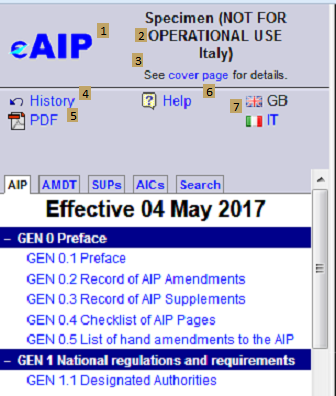 eAIP 1
Specimen (NOT FOR
2 OPERATIONAL USE
Italy)
3
See cover page for details.
History 4
Help 6
7 GB
PDF 5
IT
AIP AMDT SUPs AICs Search
Effective 04 May 2017
– GEN 0 Preface
GEN 0.1 Preface
GEN 0.2 Record of AIP Amendments
GEN 0.3 Record of AIP Supplements
GEN 0.4 Checklist of AIP Pages
GEN 0.5 List of hand amendments to the AIP
– GEN 1 National regulations and requirements
GEN 1.1 Designated Authorities